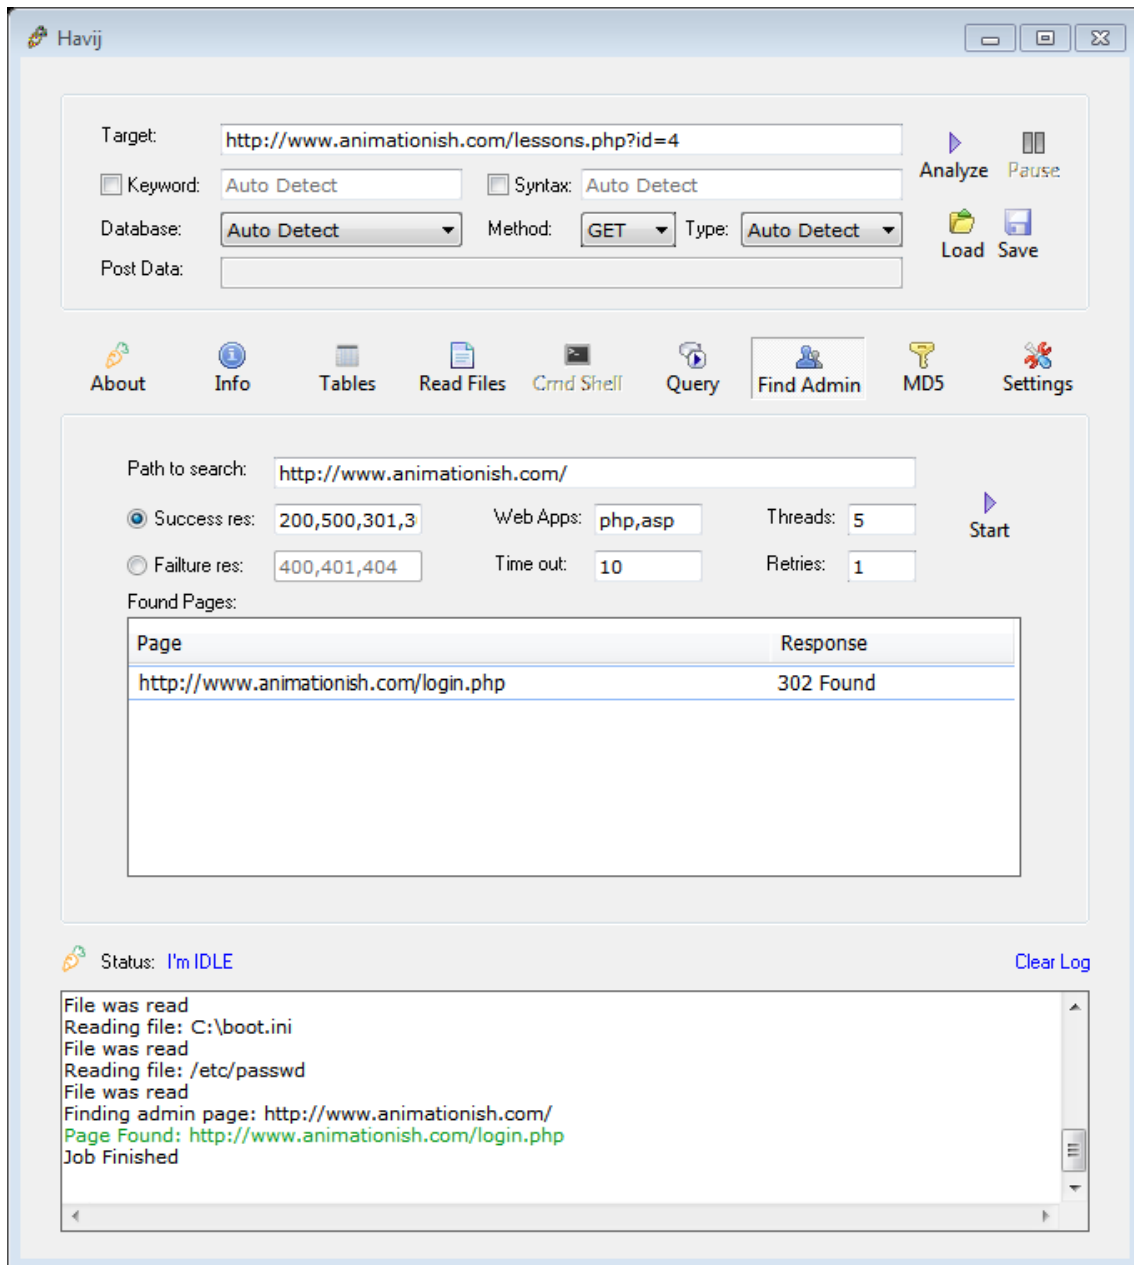 Havij
Target: http://www.animationish.com/lessons.php?id=4
Analyze Pause
Keyword: Auto Detect Syntax: Auto Detect
Database: Auto Detect Method: GET Type: Auto Detect
Load Save
Post Data:
About Info Tables Read Files Cmd Shell Query Find Admin MD5 Settings
Path to search: http://www.animationish.com/
Success res: 200,500,301,3 Web Apps: php,asp Threads: 5
Start
Failture res: 400,401,404 Time out: 10 Retries: 1
Found Pages:
Page Response
http://www.animationish.com/login.php 302 Found
Status: I'm IDLE Clear Log
File was read
Reading file: C:\boot.ini
File was read
Reading file: /etc/passwd
File was read
Finding admin page: http://www.animationish.com/
Page Found: http://www.animationish.com/login.php
Job Finished